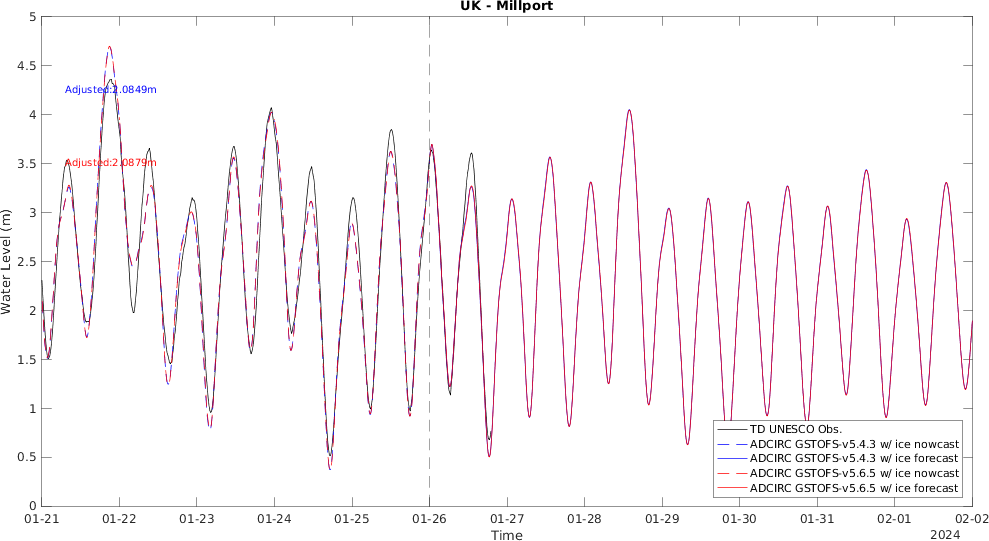 UK - Millport
5
4.5
4
3.5
3
2.5
2
1.5
1
0.5
0
Water Level (m)
Adjusted:2.0849m
Adjusted:2.0879m
TD UNESCO Obs.
ADCIRC GSTOFS-v5.4.3 w/ ice nowcast
ADCIRC GSTOFS-v5.4.3 w/ ice forecast
ADCIRC GSTOFS-v5.6.5 w/ ice nowcast
ADCIRC GSTOFS-v5.6.5 w/ ice forecast
01-21 01-22 01-23 01-24 01-25 01-26 01-27 01-28 01-29 01-30 01-31 02-01 02-02
Time
2024